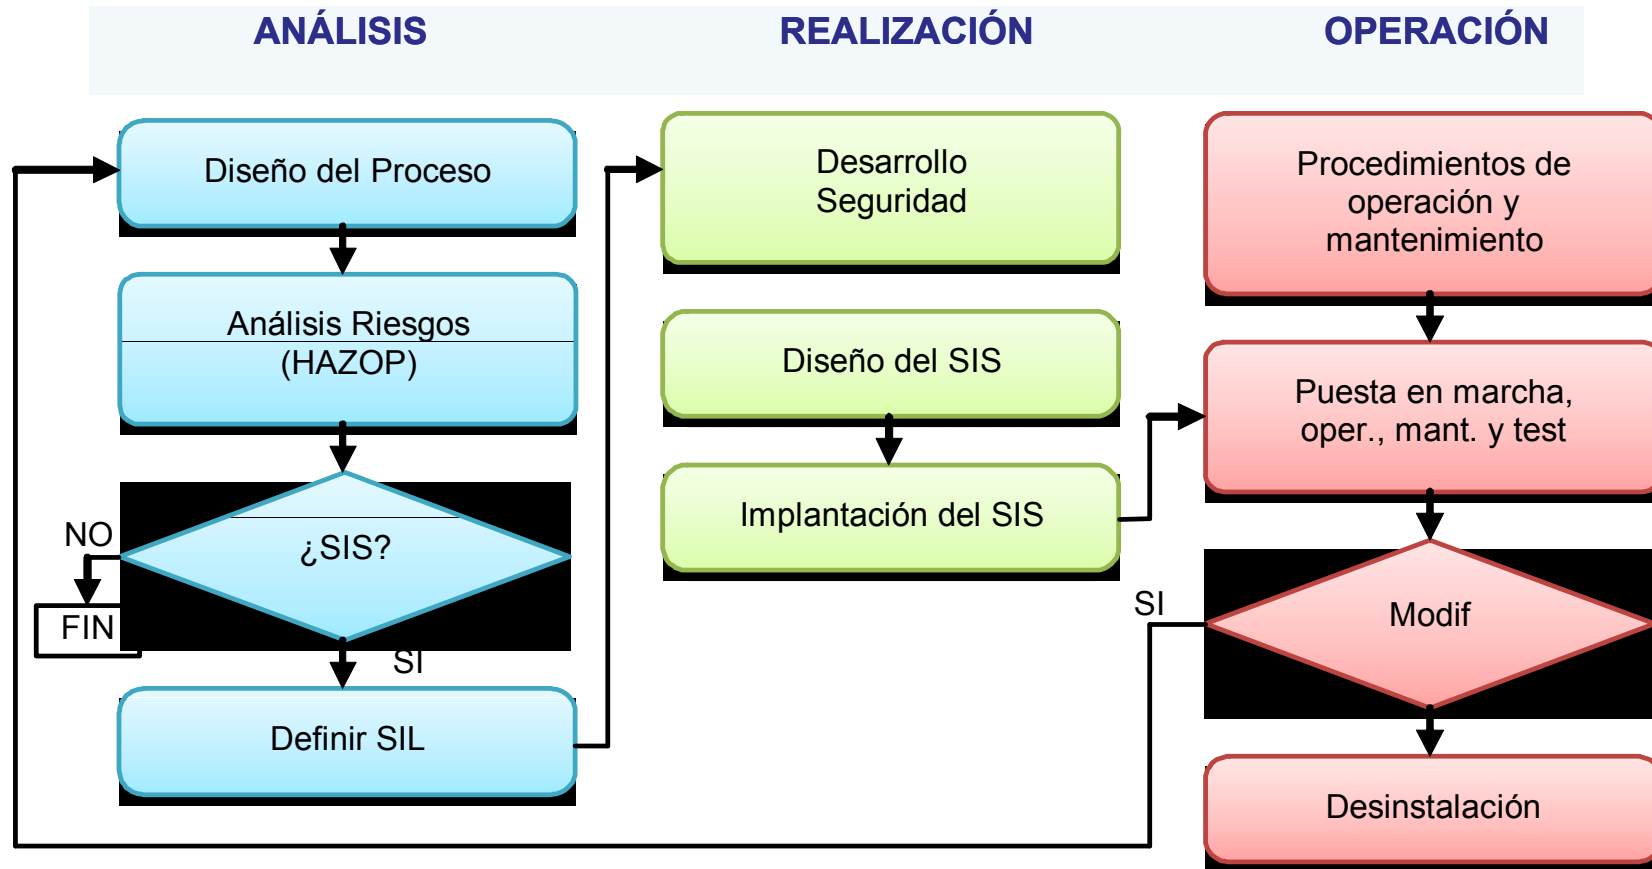 ANÁLISIS
REALIZACIÓN
OPERACIÓN
Diseño del Proceso
Análisis Riesgos
(HAZOP)
¿SIS?
NO
FIN
SI
Definir SIL
Desarrollo
Seguridad
Diseño del SIS
Implantación del SIS
Procedimientos de
operación y
mantenimiento
Puesta en marcha,
oper., mant. y test
Modif
SI
Desinstalación